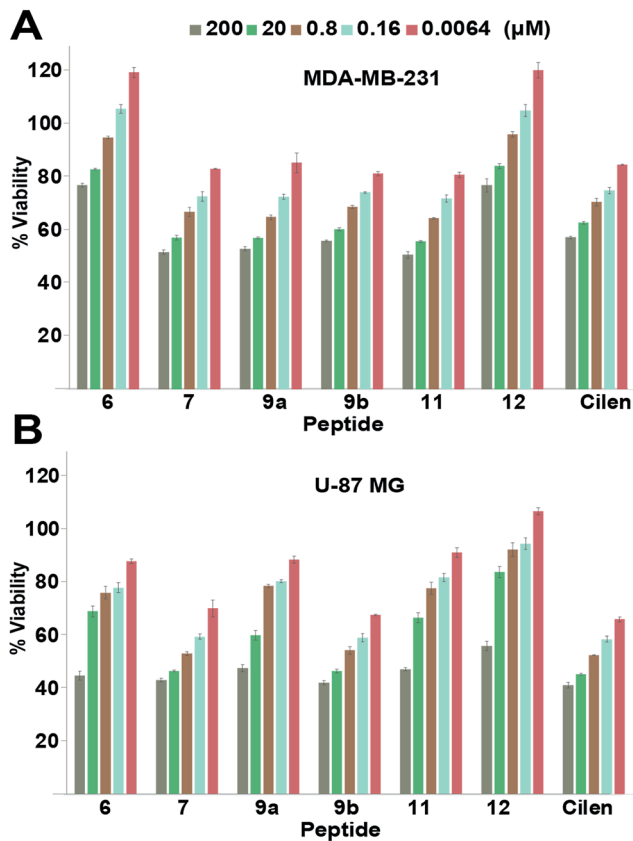 A
200 20 0.8 0.16 0.0064 (µM)
MDA-MB-231
% Viability
120
100
80
60
40
20
6 7 9a 9b 11 12 Cilen
Peptide
B
U-87 MG
% Viability
120
100
80
60
40
20
6 7 9a 9b 11 12 Cilen
Peptide